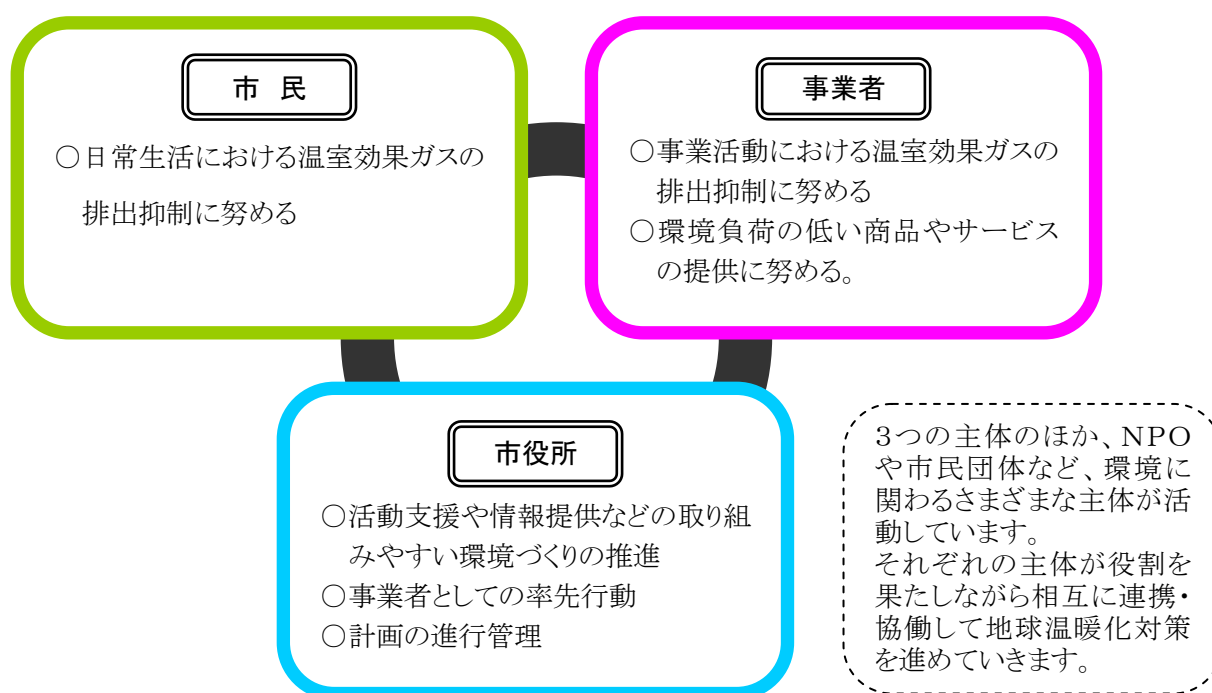 市 民
○日常生活における温室効果ガスの
排出抑制に努める
事業者
○事業活動における温室効果ガスの
排出抑制に努める
○環境負荷の低い商品やサービス
の提供に努める。
市役所
○活動支援や情報提供などの取り組
みやすい環境づくりの推進
○事業者としての率先行動
○計画の進行管理
3つの主体のほか、NPO
や市民団体など、環境に
関わるさまざまな主体が活
動しています。
それぞれの主体が役割を
果たしながら相互に連携・
協働して地球温暖化対策
を進めていきます。